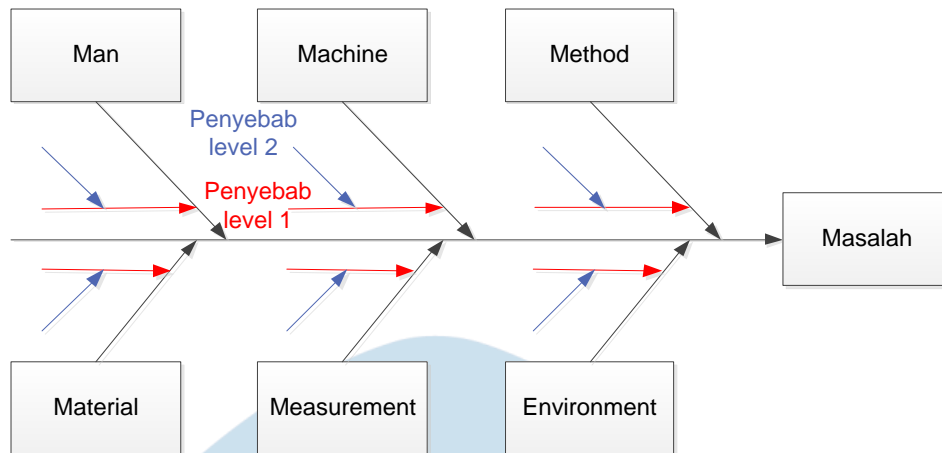 Man
Machine
Method
Penyebab
level 2
Penyebab
level 1
Masalah
Material
Measurement
Environment